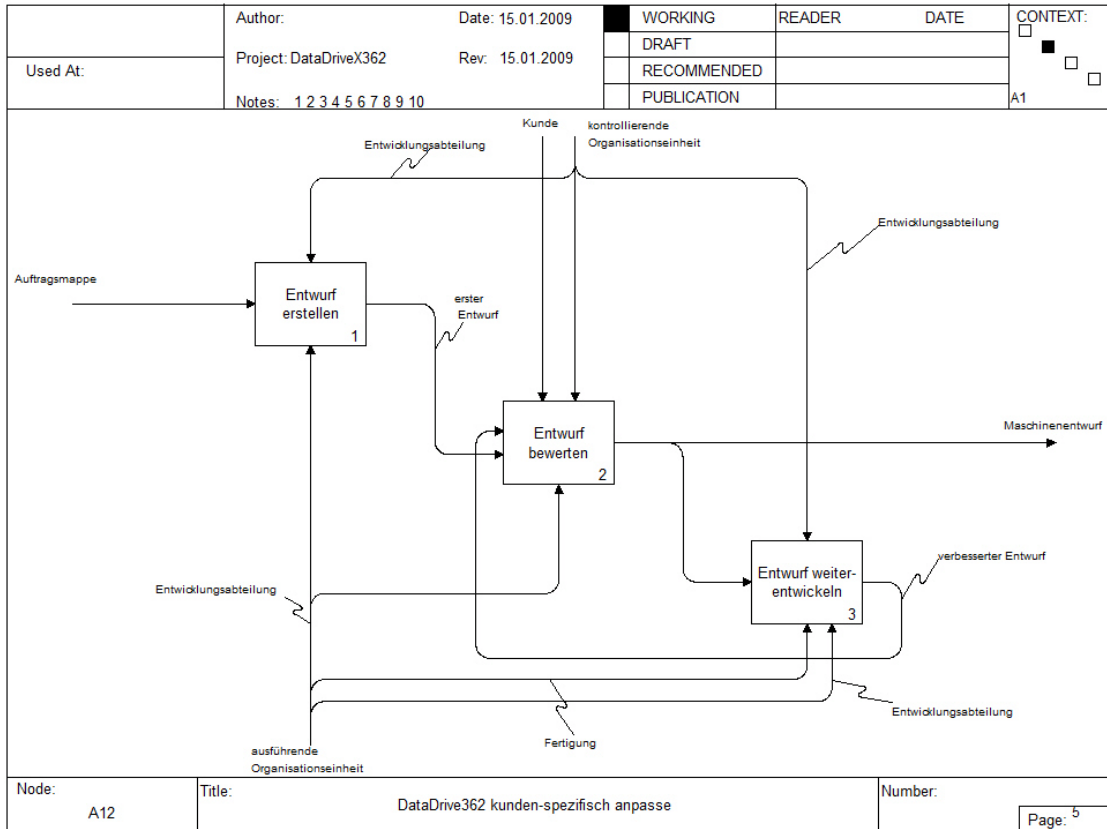 Used At:
Author:
Date: 15.01.2009
Project: DataDriveX362
Rev: 15.01.2009
Notes: 1 2 3 4 5 6 7 8 9 10
WORKING
DRAFT
RECOMMENDED
PUBLICATION
READER
DATE
CONTEXT:
A1
Kunde
kontrollierende
Organisationseinheit
Entwicklungsabteilung
Entwicklungsabteilung
Auftragsmappe
Entwurf
erstellen
1
erster
Entwurf
Entwurf
bewerten
2
Maschinenentwurf
Entwurf weiter-
entwickeln
3
verbesserter Entwurf
Entwicklungsabteilung
Entwicklungsabteilung
Fertigung
ausführende
Organisationseinheit
Node:
A12
Title:
DataDrive362 kunden-spezifisch anpasse
Number:
Page: 5